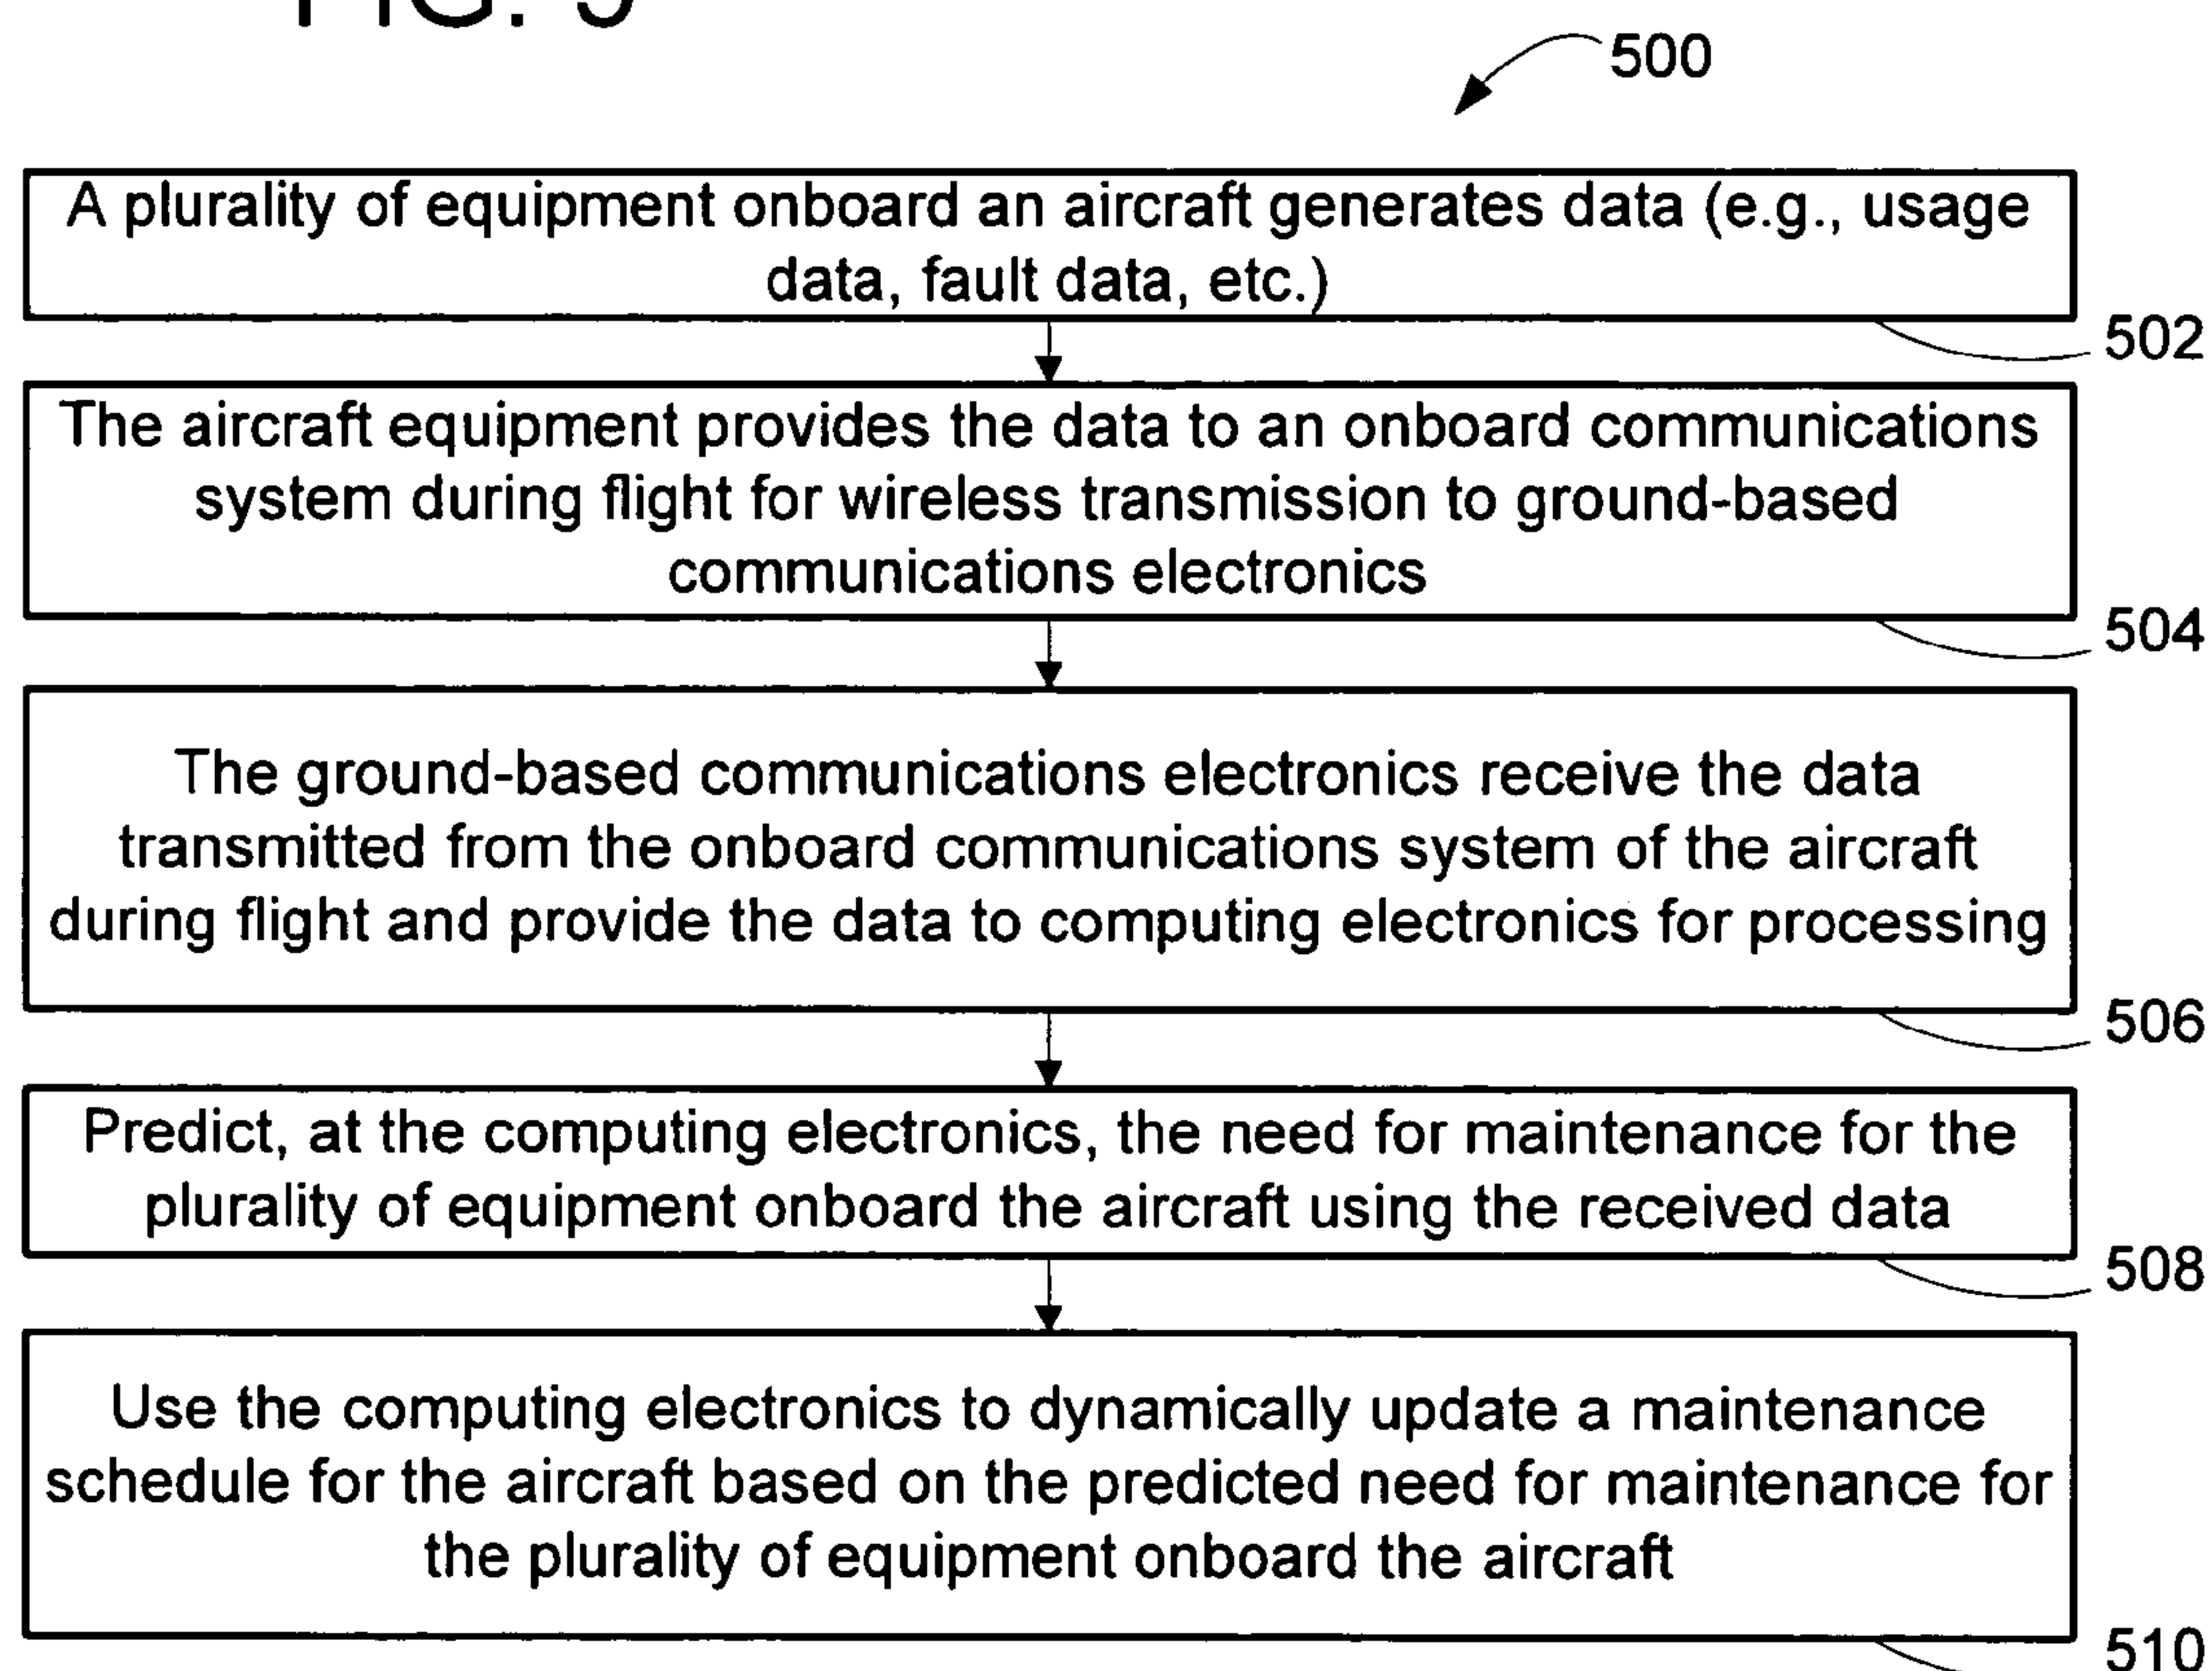 FIG. 5
500
A plurality of equipment onboard an aircraft generates data (e.g., usage
data, fault data, etc.)
502
The aircraft equipment provides the data to an onboard communications
system during flight for wireless transmission to ground-based
communications electronics
504
The ground-based communications electronics receive the data
transmitted from the onboard communications system of the aircraft
during flight and provide the data to computing electronics for processing
506
Predict, at the computing electronics, the need for maintenance for the
plurality of equipment onboard the aircraft using the received data
508
Use the computing electronics to dynamically update a maintenance
schedule for the aircraft based on the predicted need for maintenance for
the plurality of equipment onboard the aircraft
510